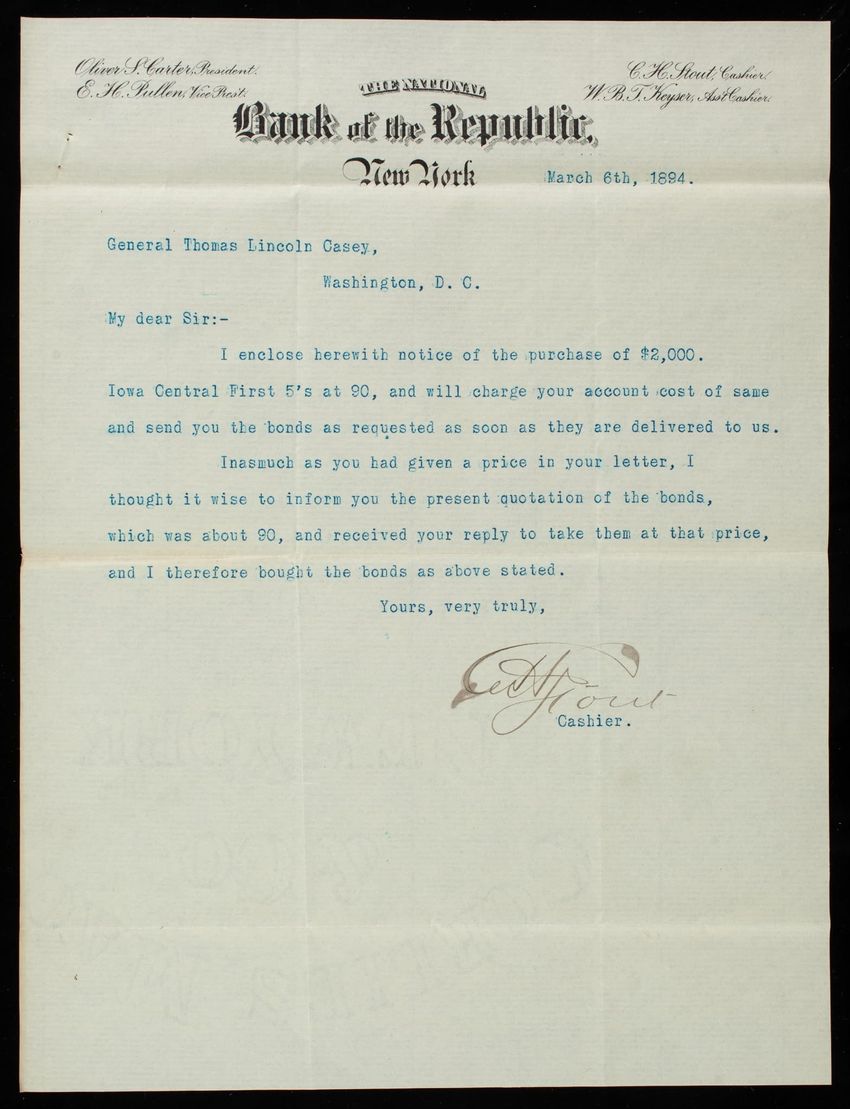 Oliver S. Carter, President.
E. H. Pullen, Vice Prest.
C. H. Stout, Cashier.
W. B. T. Keyser, Ass't Cashier.
THE NATIONAL
Bank of the Republic,
New York
March 6th, 1894.
General Thomas Lincoln Casey,
Washington, D. C.
My dear Sir:-
I enclose herewith notice of the purchase of $2,000.
Iowa Central First 5's at 90, and will charge your account cost of same
and send you the bonds as requested as soon as they are delivered to us.
Inasmuch as you had given a price in your letter, I
thought it wise to inform you the present quotation of the bonds,
which was about 90, and received your reply to take them at that price,
and I therefore bought the bonds as above stated.
Yours, very truly,
C H Stout
Cashier.